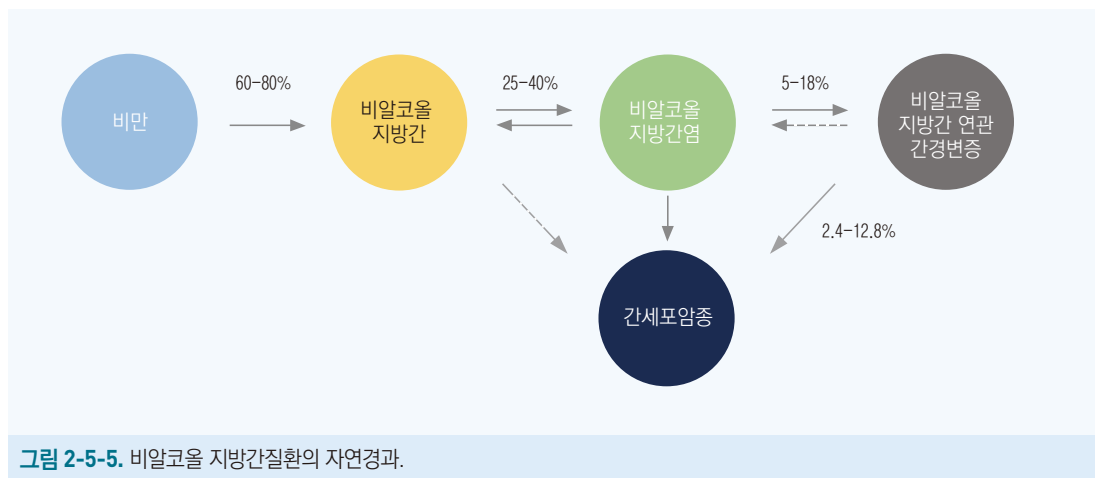 60-80%
25-40%
5-18%
비만
비알코올
지방간
비알코올
지방간염
비알코올
지방간 연관
간경변증
2.4-12.8%
간세포암종
그림 2-5-5. 비알코올 지방간질환의 자연경과.